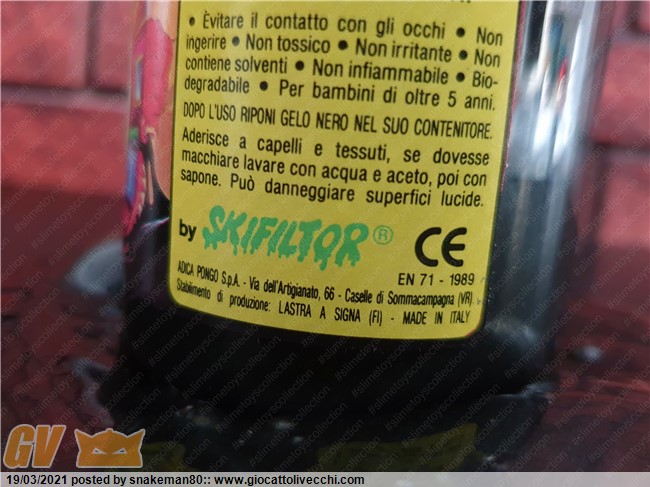 • Èvitare il contatto con gli occhi • Non
ingerire • Non tossico • Non irritante • Non
contiene solventi • Non infiammabile • Bio-
degradabile • Per bambini di oltre 5 anni.
DOPO L'USO RIPONI GELO NERO NEL SUO CONTENITORE.
Aderisce a capelli e tessuti, se dovesse
macchiare lavare con acqua e aceto, poi con
sapone. Può danneggiare superfici lucide.
by SKIFILTOR ® CE
EN 71 - 1989
ADICA PONGO S.p.A. - Via dell'Artigianato, 66 - Caselle di Sommacampagna (VR)
Stabilimento di produzione: LASTRA A SIGNA (FI) - MADE IN ITALY
#slimetoyscollection
GV
19/03/2021 posted by snakeman80:: www.giocattolivecchi.com